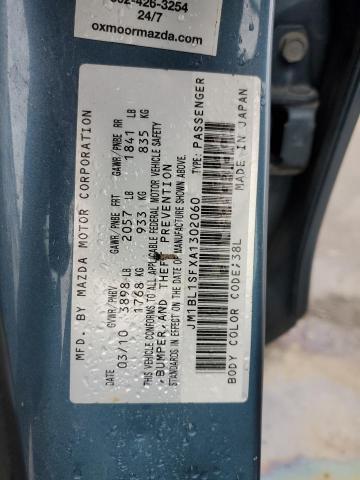 502-426-3254
24/7
oxmoormazda.com
MFD. BY MAZDA MOTOR CORPORATION
DATE GVWR/PNBV GAWR/PNBE FRT GAWR/PNBE RR
03/10 3898 LB 2057 LB 1841 LB
1768 KG 933 KG 835 KG
THIS VEHICLE CONFORMS TO ALL APPLICABLE FEDERAL MOTOR VEHICLE SAFETY
,BUMPER,AND THEFT PREVENTION
STANDARDS IN EFFECT ON THE DATE OF MANUFACTURE SHOWN ABOVE.
JM1BL1SFXA1302060 TYPE:PASSENGER
BODY COLOR CODE:38L MADE IN JAPAN